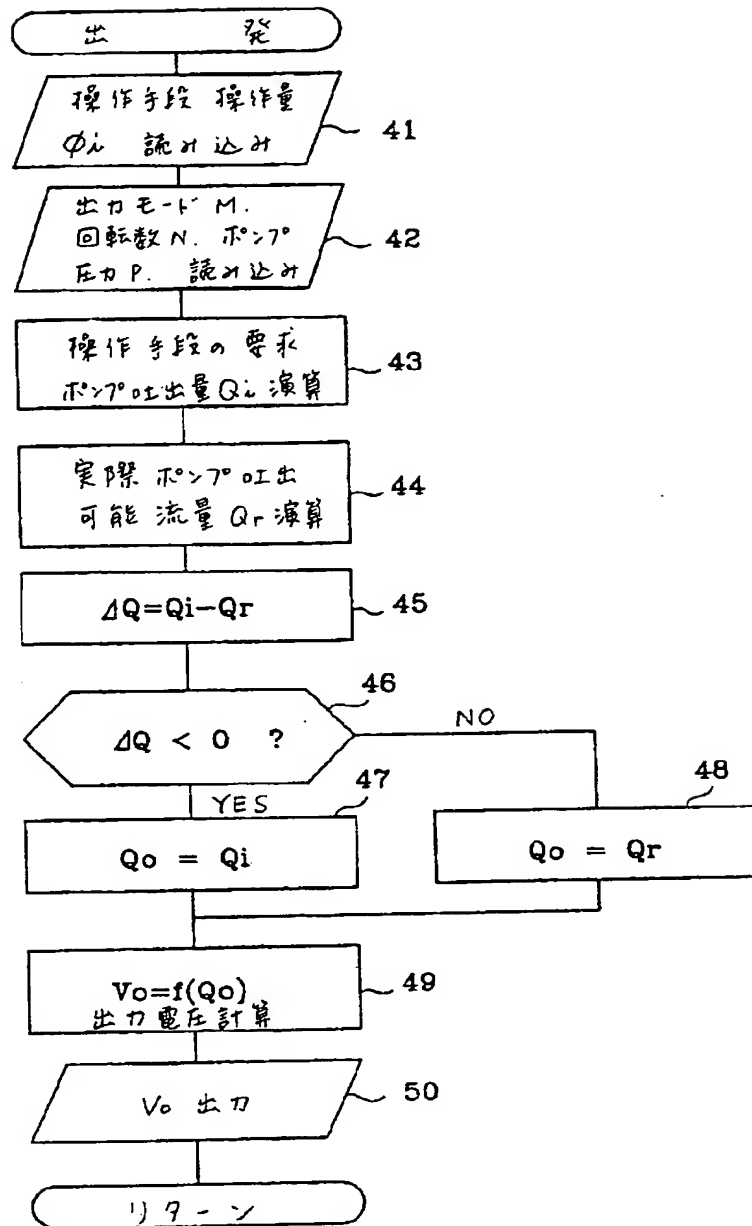 出 発
操作手段 操作量
φi 読み込み
41
出力モード M.
回転数 N. ポンプ
圧力 P. 読み込み
42
操作手段の要求
ポンプ吐出量Qi演算
43
実際 ポンプ吐出
可能 流量 Qr 演算
44
ΔQ=Qi-Qr
45
46
ΔQ < 0 ?
NO
YES
47
Qo = Qi
48
Qo = Qr
Vo=f(Qo)
出力電圧計算
49
Vo 出力
50
リターン